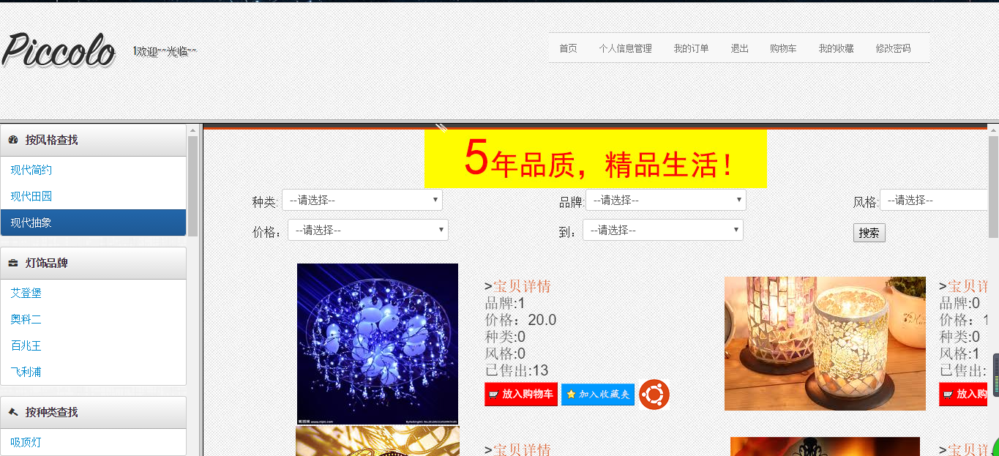 Piccolo
1欢迎~~光临~~
首页 个人信息管理 我的订单 退出 购物车 我的收藏 修改密码
按风格查找
现代简约
现代田园
现代抽象
灯饰品牌
艾登堡
奥科二
百兆王
飞利浦
按种类查找
吸顶灯
5年品质，精品生活！
种类: --请选择--
品牌: --请选择--
风格: --请选择--
价格： --请选择--
到： --请选择--
搜索
>宝贝详情
品牌:1
价格：20.0
种类:0
风格:0
已售出:13
放入购物车
加入收藏夹
>宝贝详
品牌:0
价格：1
种类:0
风格:1
已售出:
放入购
>宝贝详情
>宝贝详